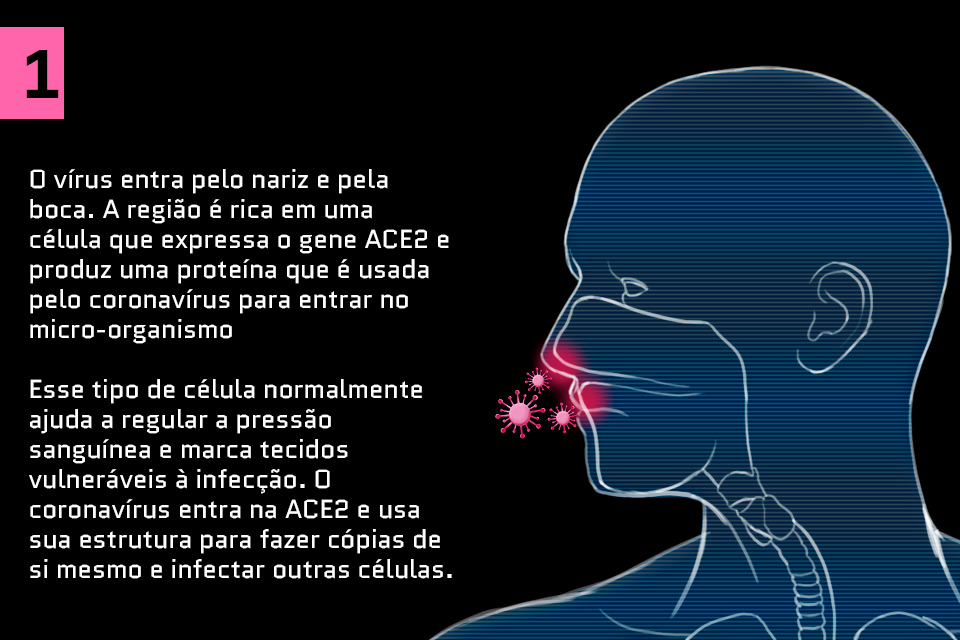 1
O vírus entra pelo nariz e pela
boca. A região é rica em uma
célula que expressa o gene ACE2 e
produz uma proteína que é usada
pelo coronavírus para entrar no
micro-organismo
Esse tipo de célula normalmente
ajuda a regular a pressão
sanguínea e marca tecidos
vulneráveis à infecção. O
coronavírus entra na ACE2 e usa
sua estrutura para fazer cópias de
si mesmo e infectar outras células.